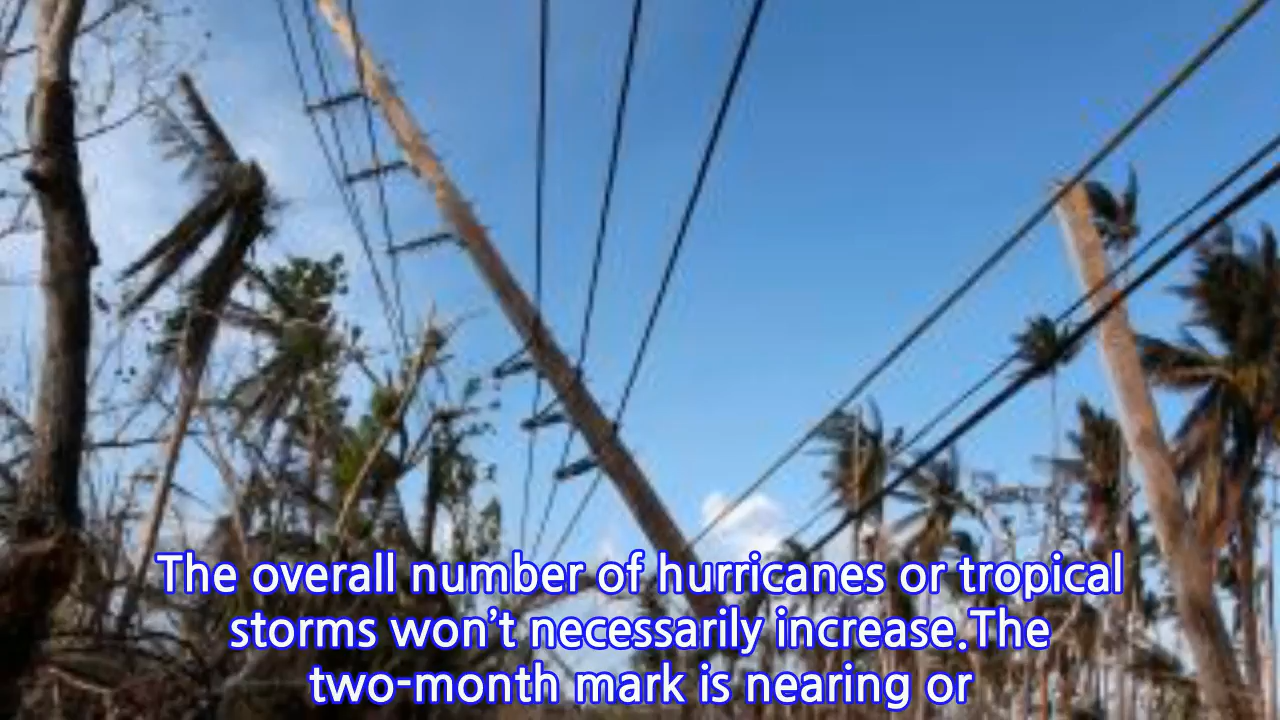 The overall number of hurricanes or tropical
storms won’t necessarily increase.The
two-month mark is nearing or